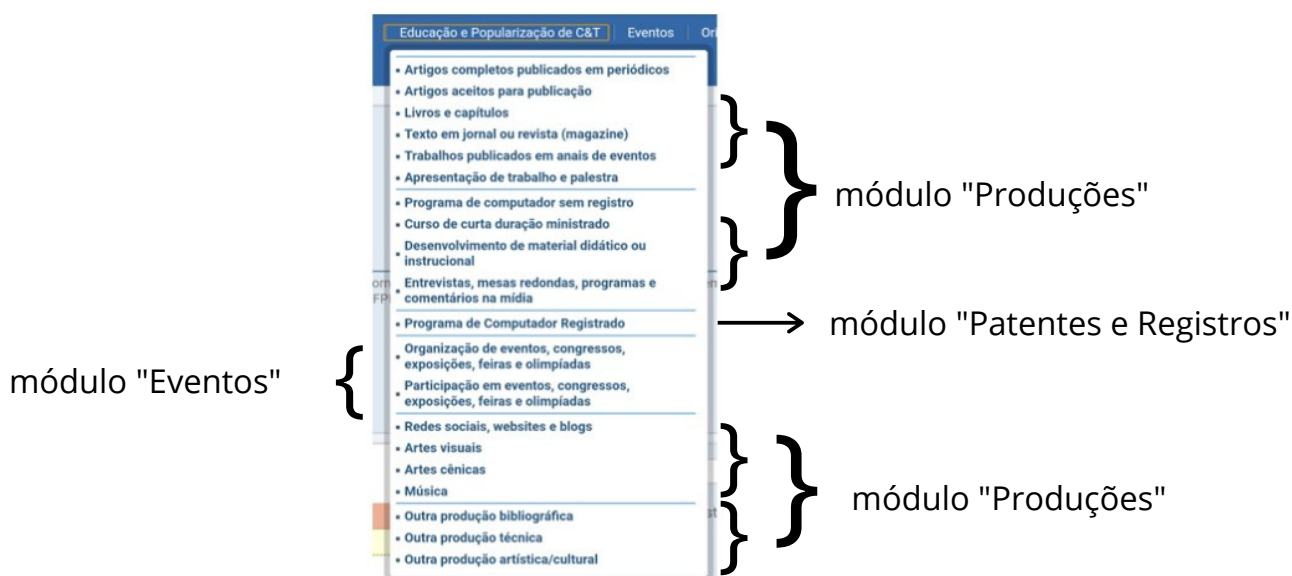 Educação e Popularização de C&T
Eventos
Ori
• Artigos completos publicados em periódicos
• Artigos aceitos para publicação
• Livros e capítulos
• Texto em jornal ou revista (magazine)
• Trabalhos publicados em anais de eventos
• Apresentação de trabalho e palestra
módulo "Produções"
• Programa de computador sem registro
• Curso de curta duração ministrado
• Desenvolvimento de material didático ou
instrucional
• Entrevistas, mesas redondas, programas e
comentários na mídia
• Programa de Computador Registrado
módulo "Patentes e Registros"
• Organização de eventos, congressos,
exposições, feiras e olimpíadas
módulo "Eventos"
• Participação em eventos, congressos,
exposições, feiras e olimpíadas
• Redes sociais, websites e blogs
• Artes visuais
• Artes cênicas
• Música
módulo "Produções"
• Outra produção bibliográfica
• Outra produção técnica
• Outra produção artística/cultural